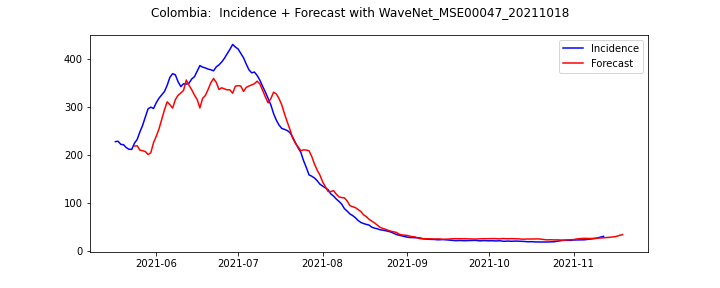 Colombia:  Incidence + Forecast with WaveNet_MSE00047_20211018
Incidence
Forecast
400
300
200
100
0
2021-06 2021-07 2021-08 2021-09 2021-10 2021-11